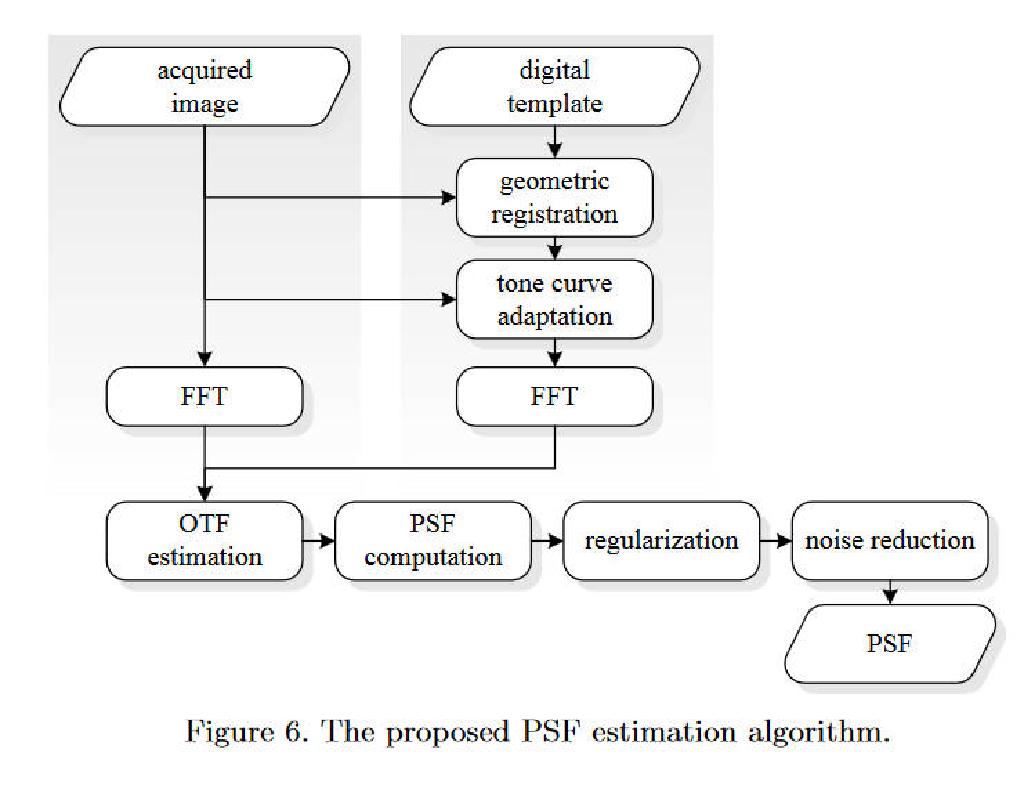 acquired
image
digital
template
geometric
registration
tone curve
adaptation
FFT
FFT
OTF
estimation
PSF
computation
regularization
noise reduction
PSF
Figure 6. The proposed PSF estimation algorithm.